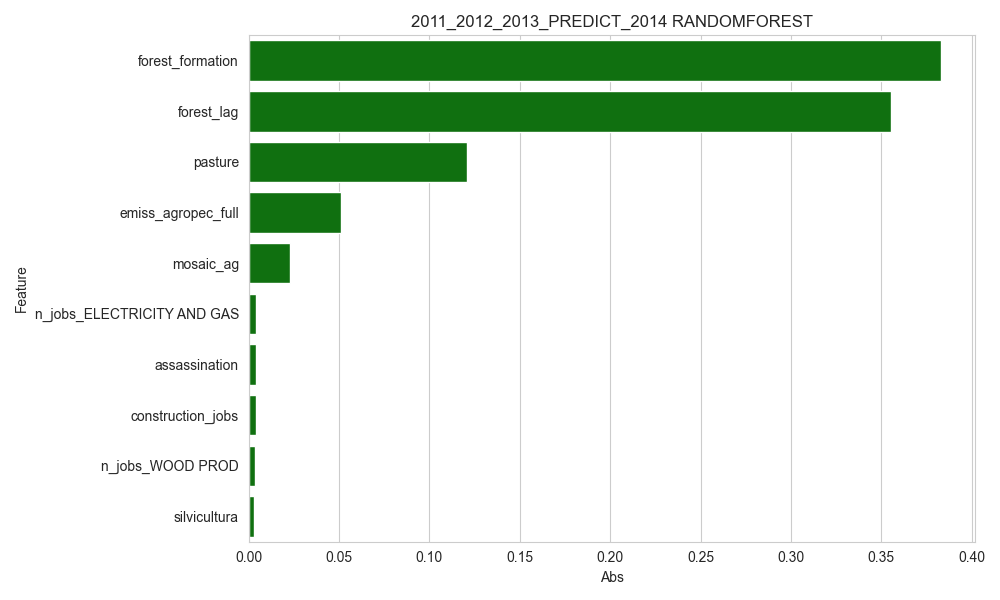 2011_2012_2013_PREDICT_2014 RANDOMFOREST
forest_formation
forest_lag
pasture
emiss_agropec_full
mosaic_ag
n_jobs_ELECTRICITY AND GAS
assassination
construction_jobs
n_jobs_WOOD PROD
silvicultura
Feature
0.00 0.05 0.10 0.15 0.20 0.25 0.30 0.35 0.40
Abs